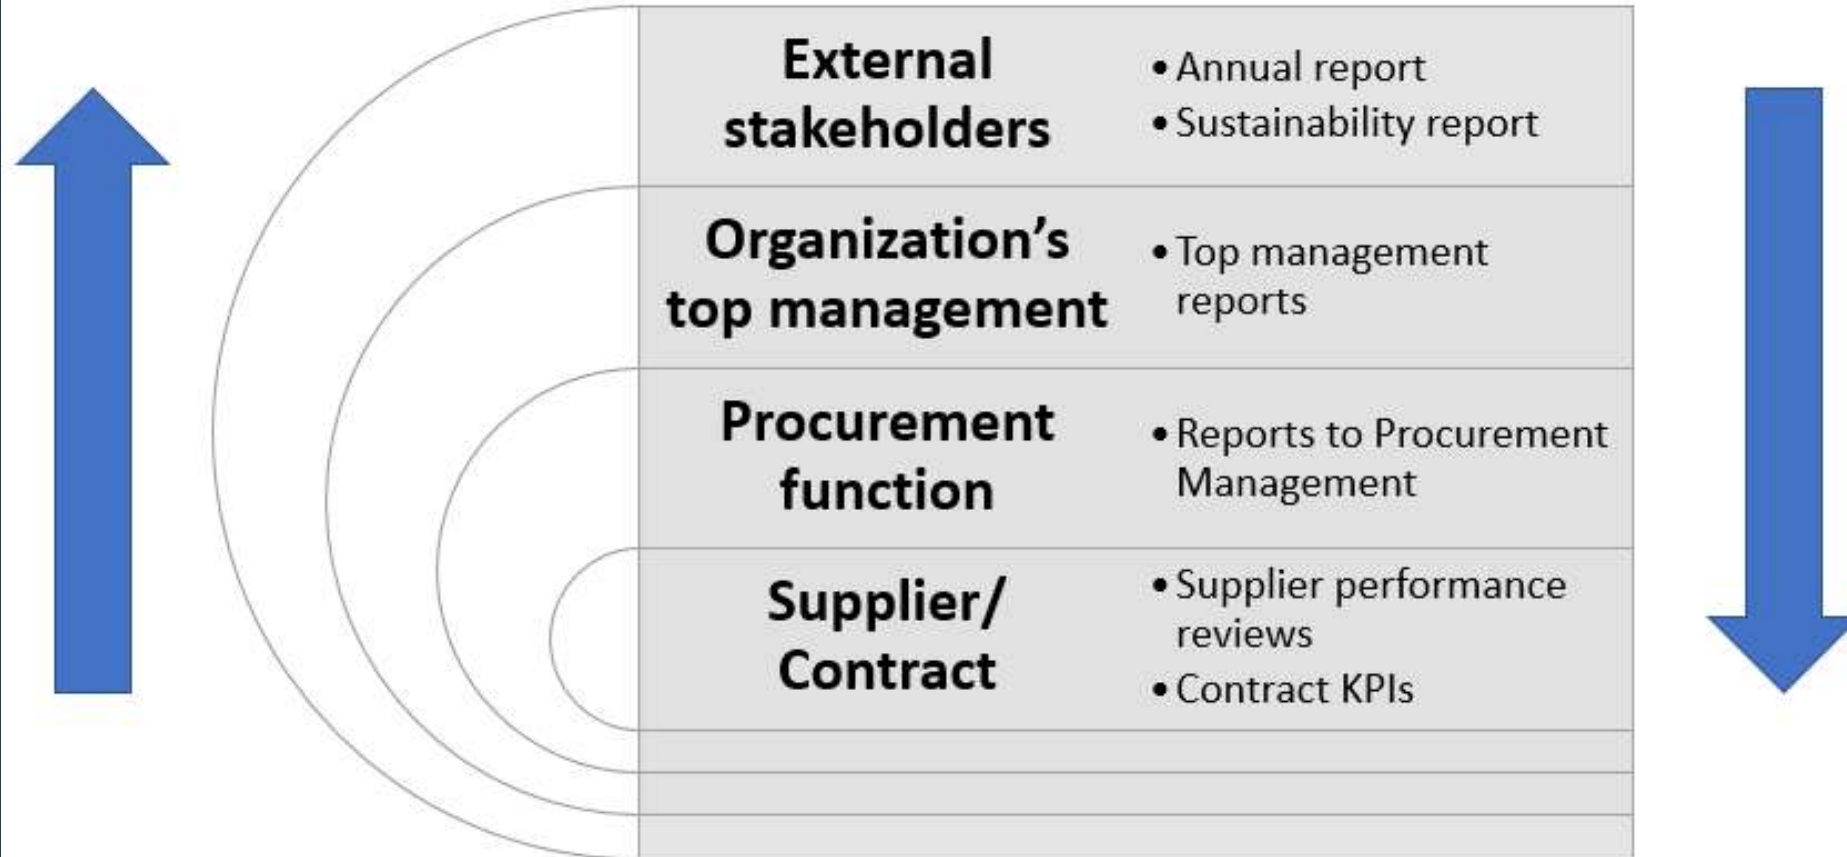 External
stakeholders
• Annual report
• Sustainability report
Organization’s
top management
• Top management
reports
Procurement
function
• Reports to Procurement
Management
Supplier/
Contract
• Supplier performance
reviews
• Contract KPIs